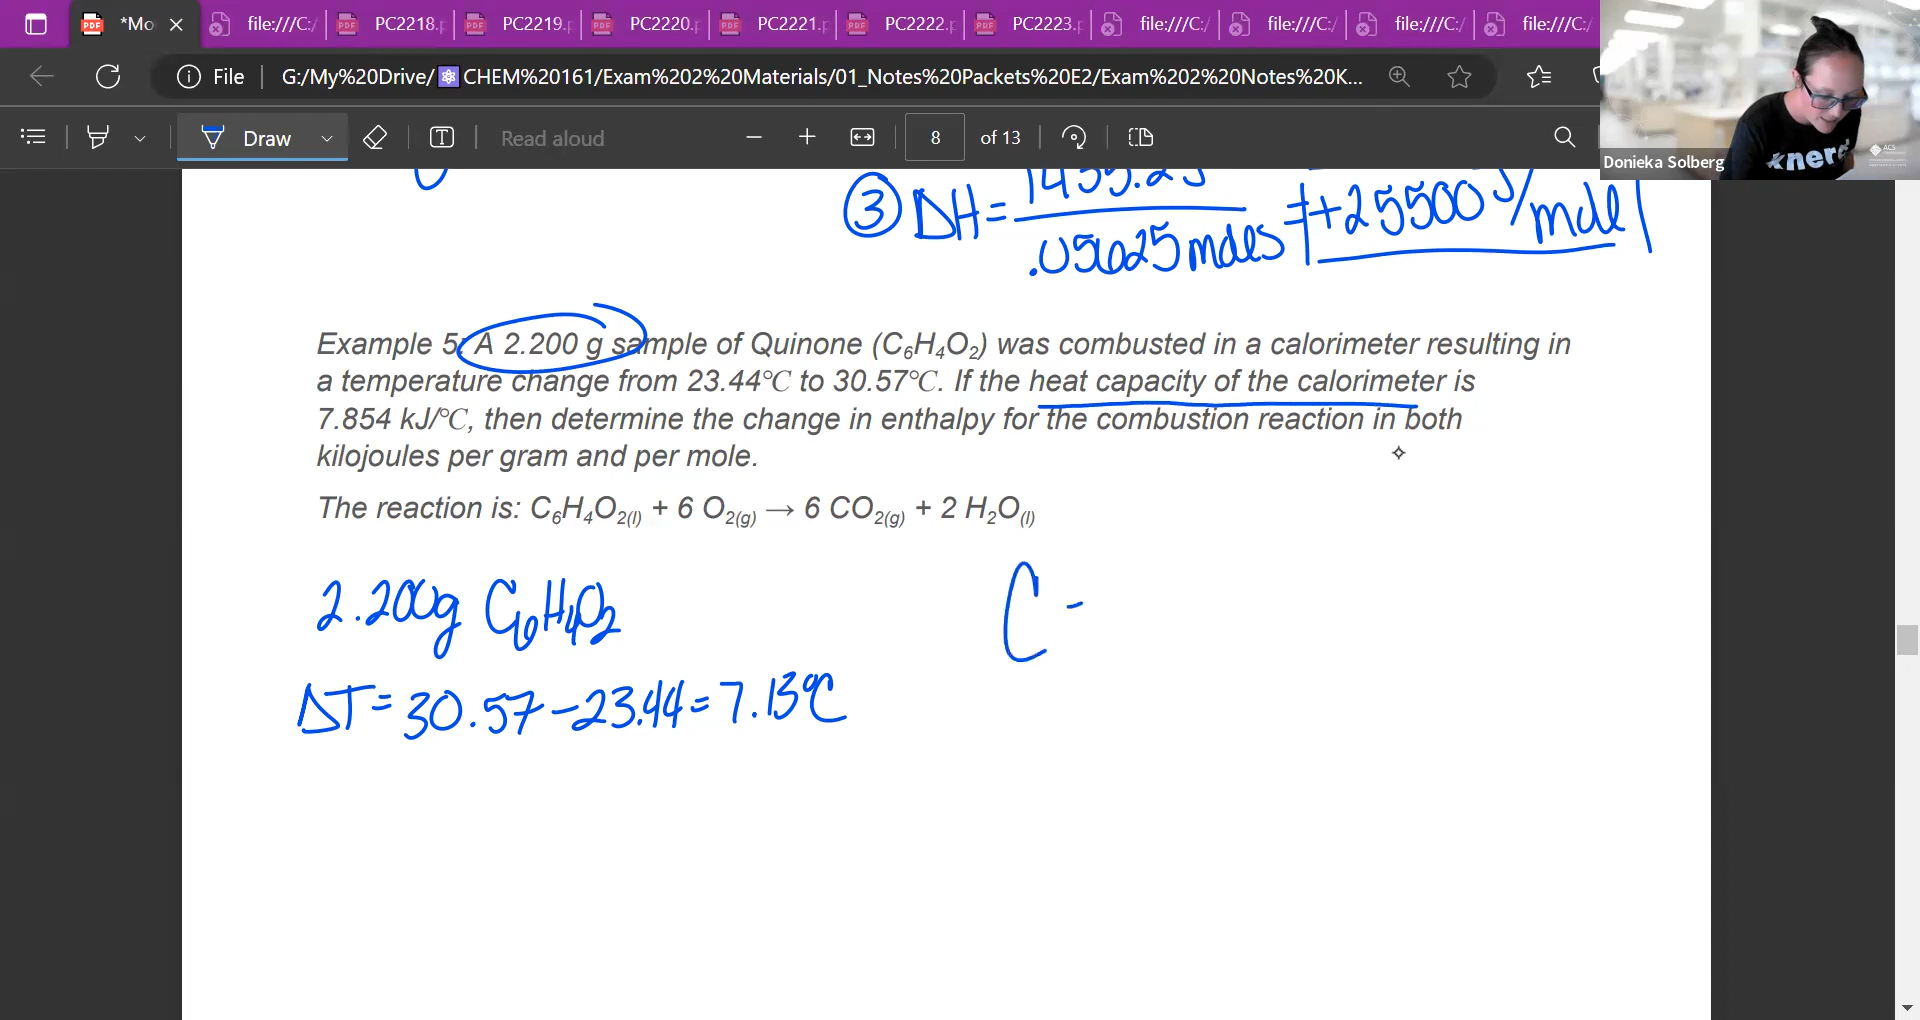 *Mo
file:///C:/
PC2218.p
PC2219.p
PC2220.p
PC2221.p
PC2222.p
PC2223.p
file:///C:/
file:///C:/
file:///C:/
file:///C:/
File
G:/My%20Drive/⚛CHEM%20161/Exam%202%20Materials/01_Notes%20Packets%20E2/Exam%202%20Notes%20K...
Draw
Read aloud
8 of 13
Donieka Solberg
③ ΔH = 1435.2J / .05625 moles = +25500 J/mole
Example 5: A 2.200 g sample of Quinone (C₆H₄O₂) was combusted in a calorimeter resulting in
a temperature change from 23.44℃ to 30.57℃. If the heat capacity of the calorimeter is
7.854 kJ/℃, then determine the change in enthalpy for the combustion reaction in both
kilojoules per gram and per mole.
The reaction is: C₆H₄O₂₍ₗ₎ + 6 O₂(g) → 6 CO₂(g) + 2 H₂O₍ₗ₎
2.200g C₆H₄O₂
C -
ΔT = 30.57 - 23.44 = 7.13℃